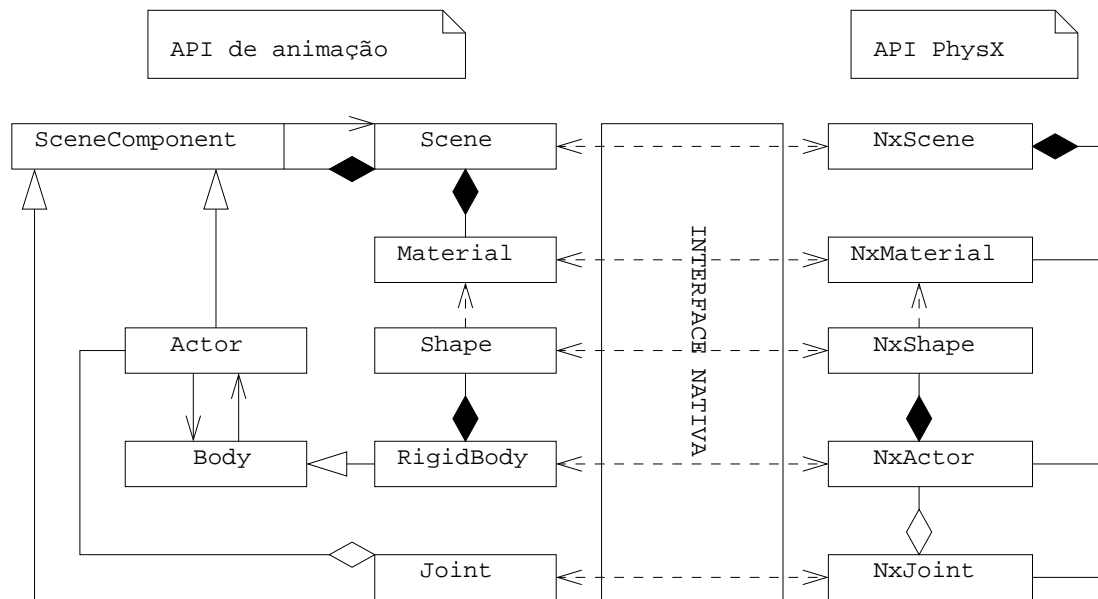 API de animação
API PhysX
SceneComponent
Scene
NxScene
Material
INTERFACE NATIVA
NxMaterial
Actor
Shape
NxShape
Body
RigidBody
NxActor
Joint
NxJoint